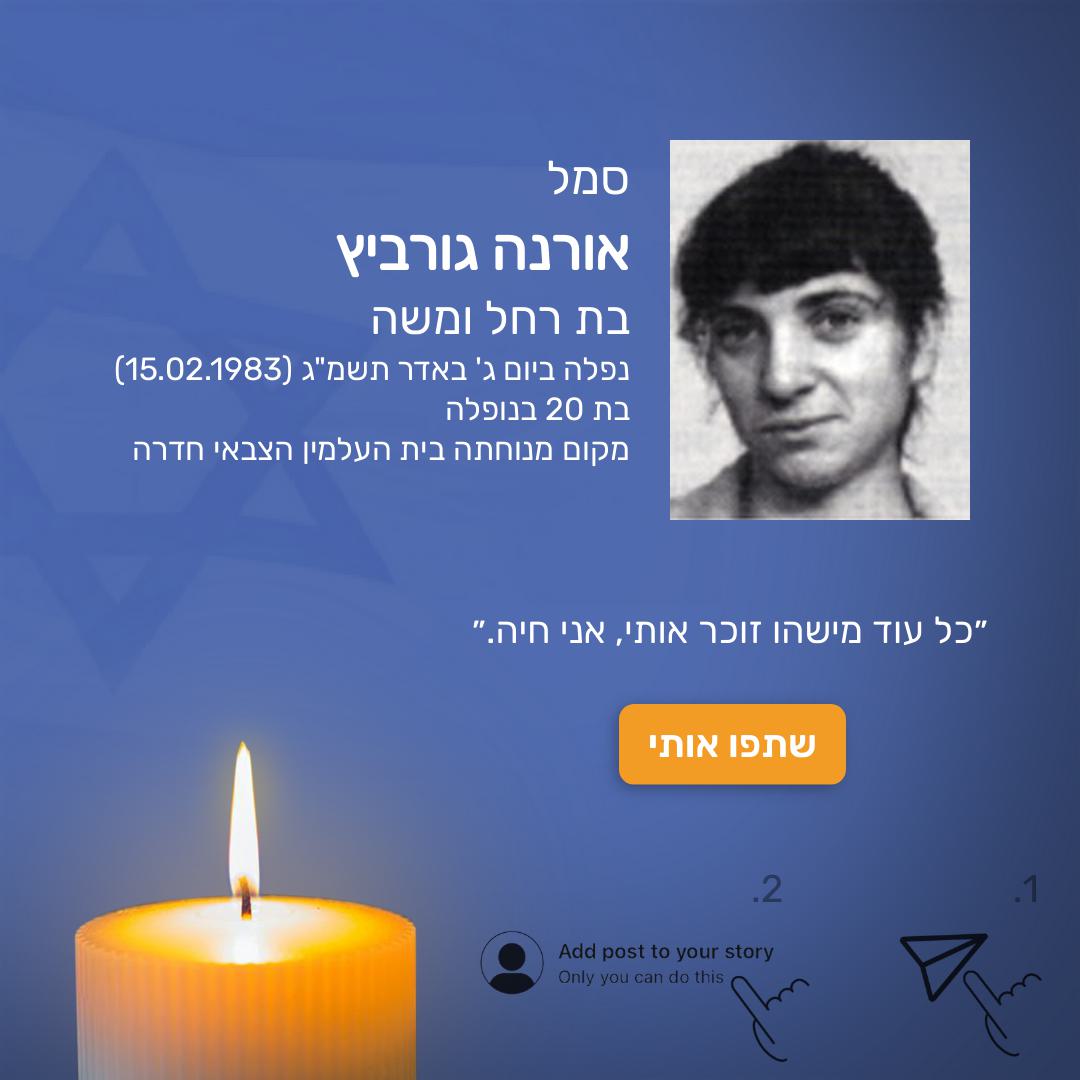 סמל
אורנה גורביץ
בת רחל ומשה
נפלה ביום ג' באדר תשמ"ג (15.02.1983)
בת 20 בנופלה
מקום מנוחתה בית העלמין הצבאי חדרה
״כל עוד מישהו זוכר אותי, אני חיה.״
שתפו אותי
.1
.2
Add post to your story
Only you can do this